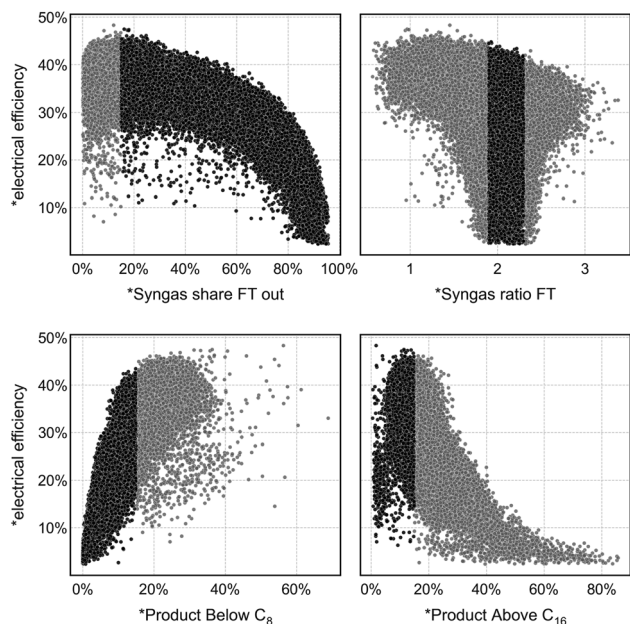 50%
40%
30%
20%
10%
*electrical efficiency
0% 20% 40% 60% 80% 100%
*Syngas share FT out
1 2 3
*Syngas ratio FT
50%
40%
30%
20%
10%
*electrical efficiency
0% 20% 40% 60%
*Product Below C₈
0% 20% 40% 60% 80%
*Product Above C₁₆